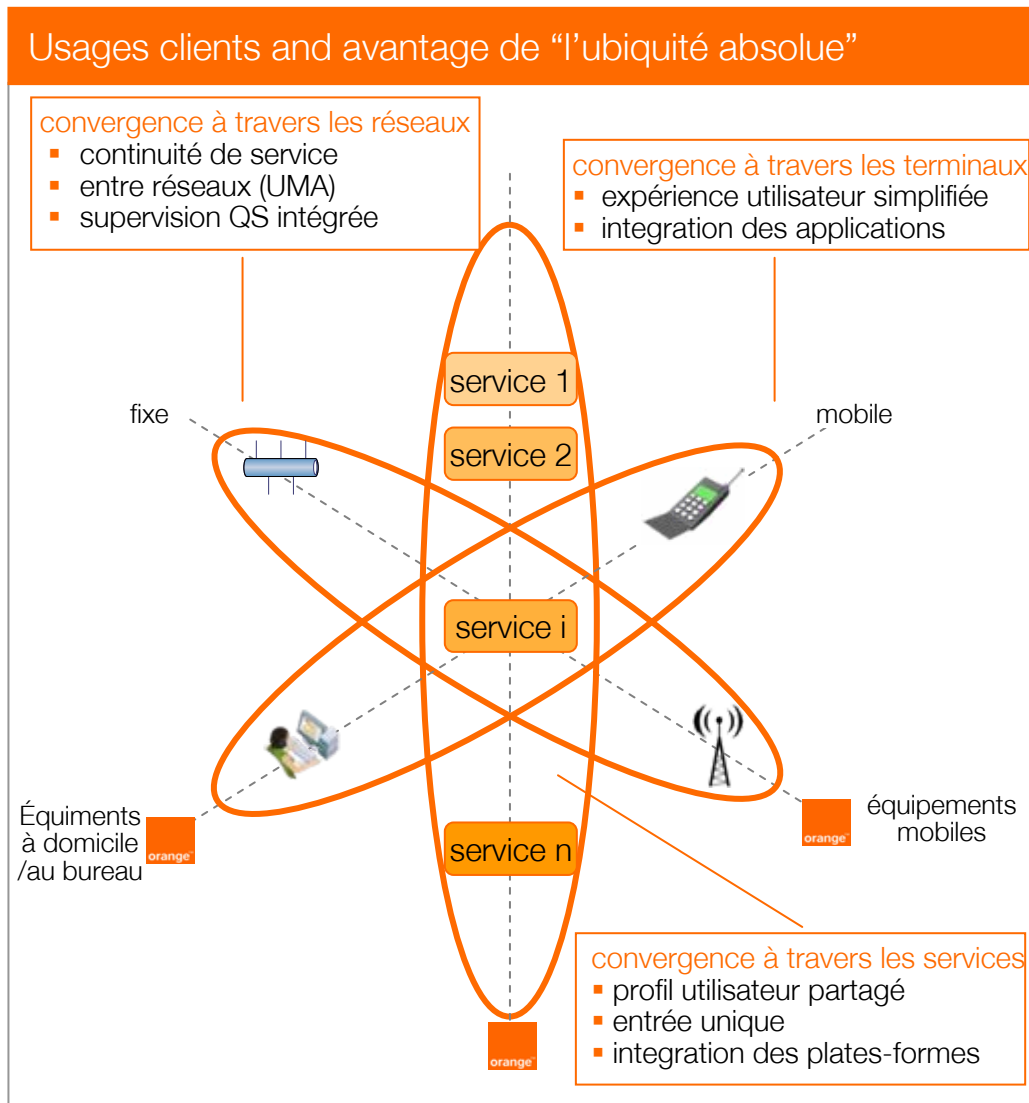 Usages clients and avantage de “l’ubiquité absolue”
convergence à travers les réseaux
▪ continuité de service
▪ entre réseaux (UMA)
▪ supervision QS intégrée
convergence à travers les terminaux
▪ expérience utilisateur simplifiée
▪ integration des applications
service 1
fixe
mobile
service 2
service i
Équiments
à domicile
/au bureau
orange™
orange™
équipements
mobiles
service n
convergence à travers les services
▪ profil utilisateur partagé
▪ entrée unique
▪ integration des plates-formes
orange™